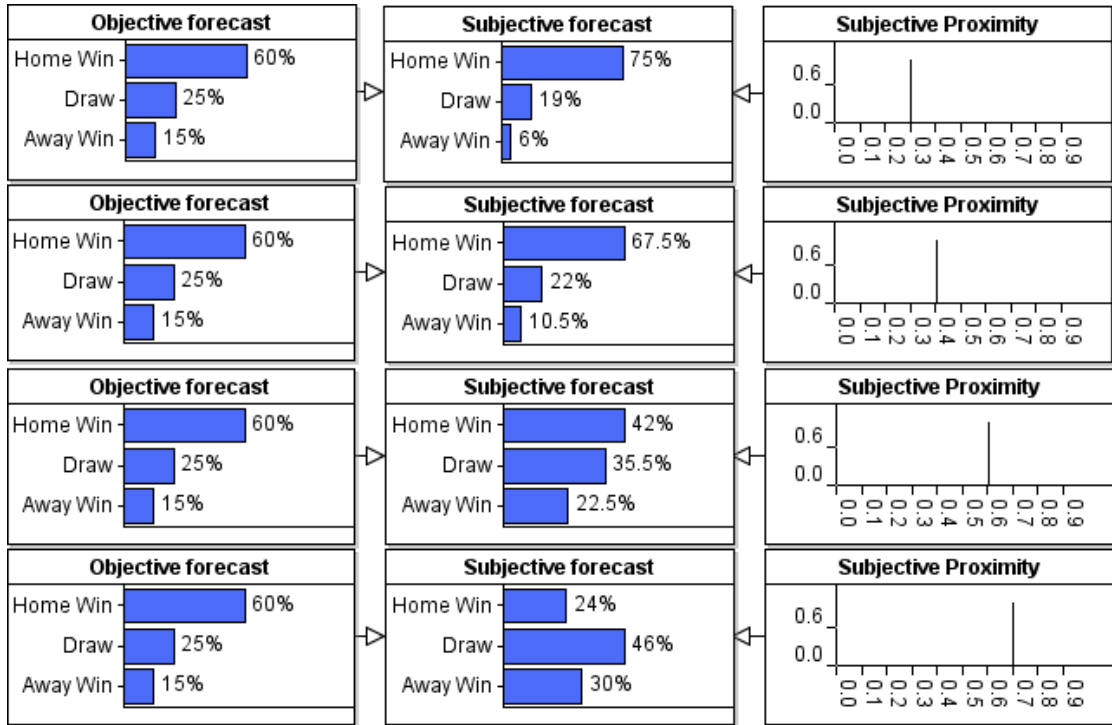 Objective forecast
Home Win 60%
Draw 25%
Away Win 15%
Subjective forecast
Home Win 75%
Draw 19%
Away Win 6%
Subjective Proximity
0.6
0.0
0.0 0.1 0.2 0.3 0.4 0.5 0.6 0.7 0.8 0.9
Objective forecast
Home Win 60%
Draw 25%
Away Win 15%
Subjective forecast
Home Win 67.5%
Draw 22%
Away Win 10.5%
Subjective Proximity
0.6
0.0
0.0 0.1 0.2 0.3 0.4 0.5 0.6 0.7 0.8 0.9
Objective forecast
Home Win 60%
Draw 25%
Away Win 15%
Subjective forecast
Home Win 42%
Draw 35.5%
Away Win 22.5%
Subjective Proximity
0.6
0.0
0.0 0.1 0.2 0.3 0.4 0.5 0.6 0.7 0.8 0.9
Objective forecast
Home Win 60%
Draw 25%
Away Win 15%
Subjective forecast
Home Win 24%
Draw 46%
Away Win 30%
Subjective Proximity
0.6
0.0
0.0 0.1 0.2 0.3 0.4 0.5 0.6 0.7 0.8 0.9